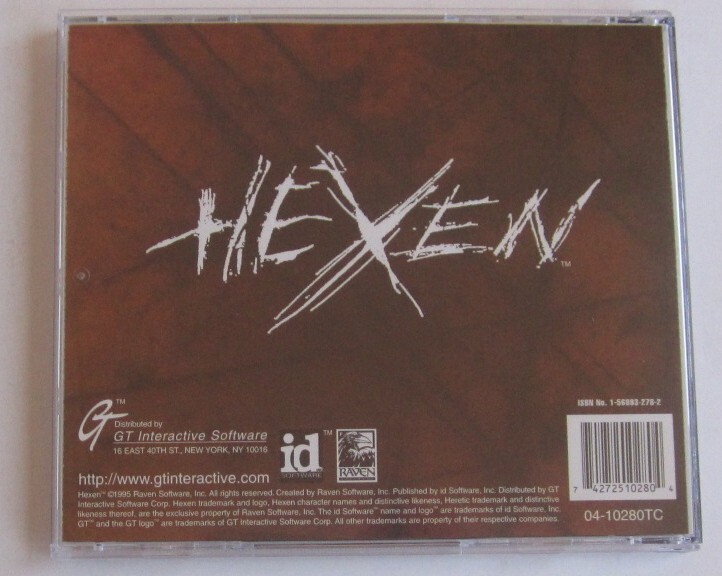 HEXEN
TM
GT TM
Distributed by
GT Interactive Software
16 EAST 40TH ST., NEW YORK, NY 10016
id TM
SOFTWARE
RAVEN
http://www.gtinteractive.com
ISBN No. 1-56893-270-2
7 4272510280 4
04-10280TC
Hexen™ ©1995 Raven Software, Inc. All rights reserved. Created by Raven Software, Inc. Published by id Software, Inc. Distributed by GT
Interactive Software Corp. Hexen trademark and logo, Hexen character names and distinctive likeness, Heretic trademark and distinctive
likeness thereof, are the exclusive property of Raven Software, Inc. The id Software™ name and logo™ are trademarks of id Software, Inc.
GT™ and the GT logo™ are trademarks of GT Interactive Software Corp. All other trademarks are property of their respective companies.